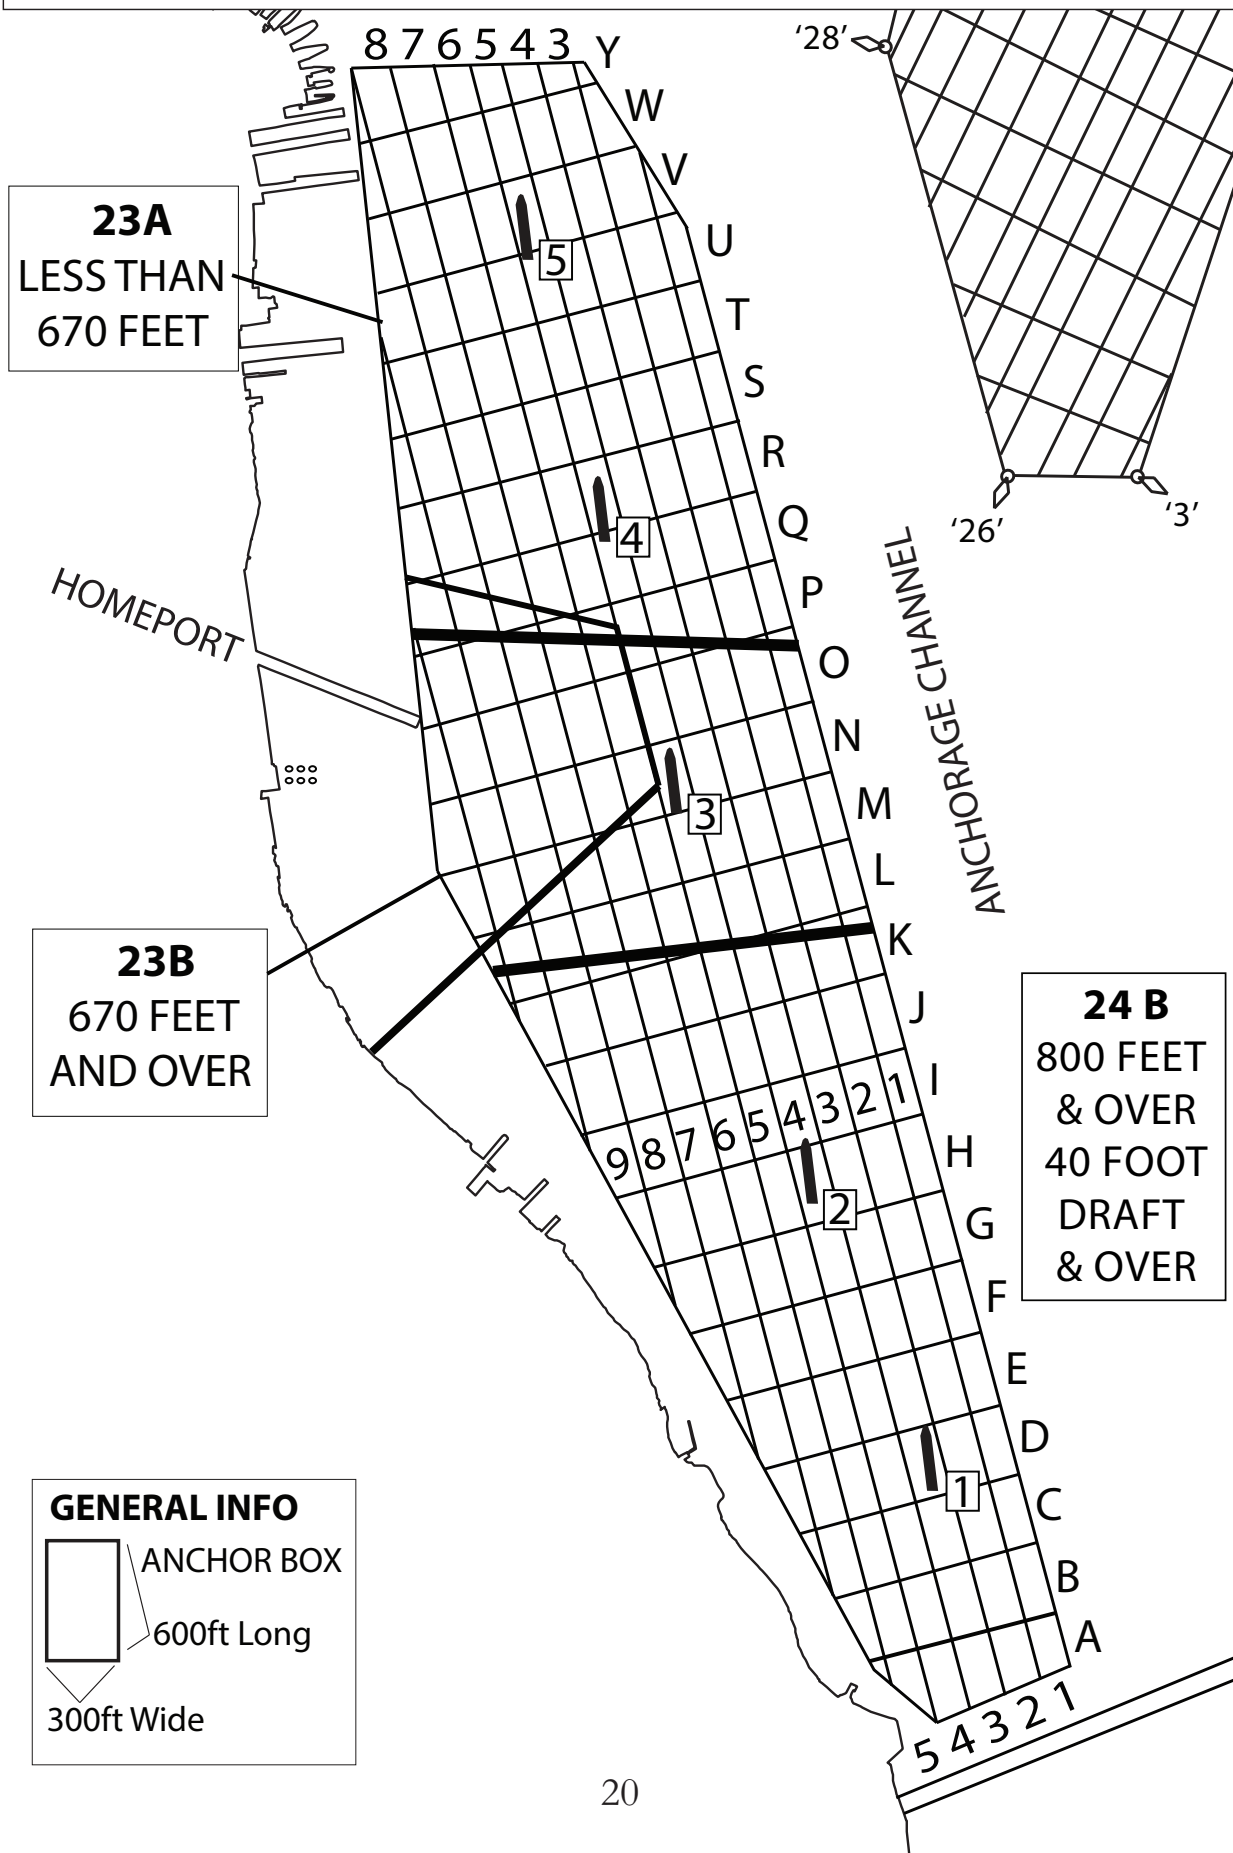 8 7 6 5 4 3 Y
W
V
U
T
S
R
Q
P
O
N
M
L
K
J
I
H
G
F
E
D
C
B
A
'28'
'26'
'3'
23A
LESS THAN
670 FEET
5
4
HOMEPORT
ANCHORAGE CHANNEL
3
23B
670 FEET
AND OVER
24 B
800 FEET
& OVER
40 FOOT
DRAFT
& OVER
9 8 7 6 5 4 3 2 1
2
1
GENERAL INFO
ANCHOR BOX
600ft Long
300ft Wide
5 4 3 2 1
20